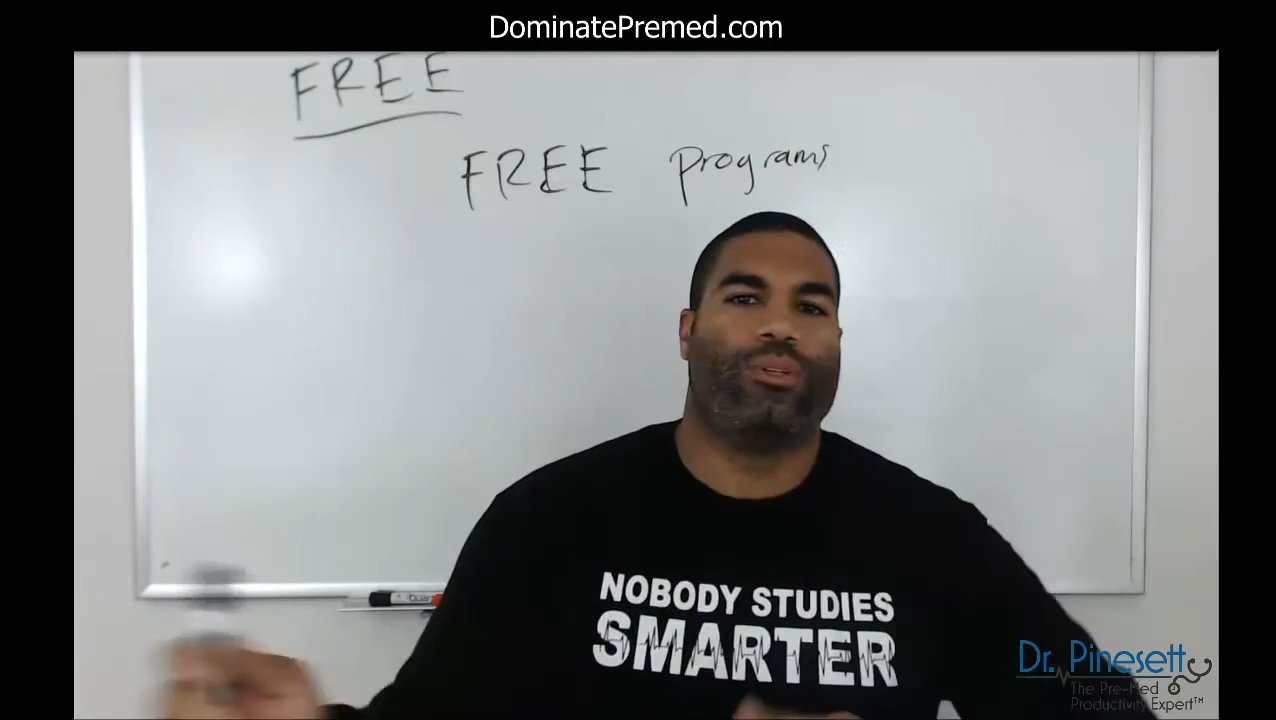 DominatePremed.com
FREE
FREE programs
NOBODY STUDIES
SMARTER
Dr. Pinesett
The Pre-Med
Productivity Expert™